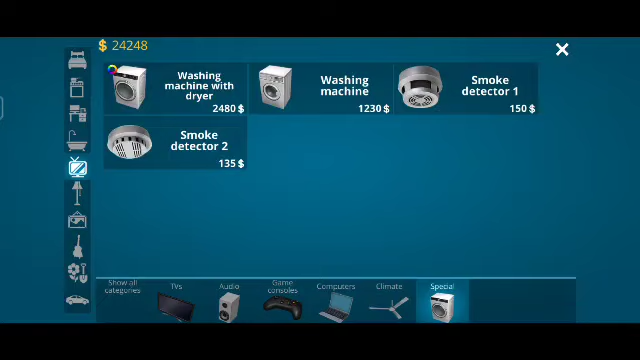 $ 24248
Washing
machine with
dryer
2480 $
Washing
machine
1230 $
Smoke
detector 1
150 $
Smoke
detector 2
135 $
Show all
categories
TVs
Audio
Game
consoles
Computers
Climate
Special